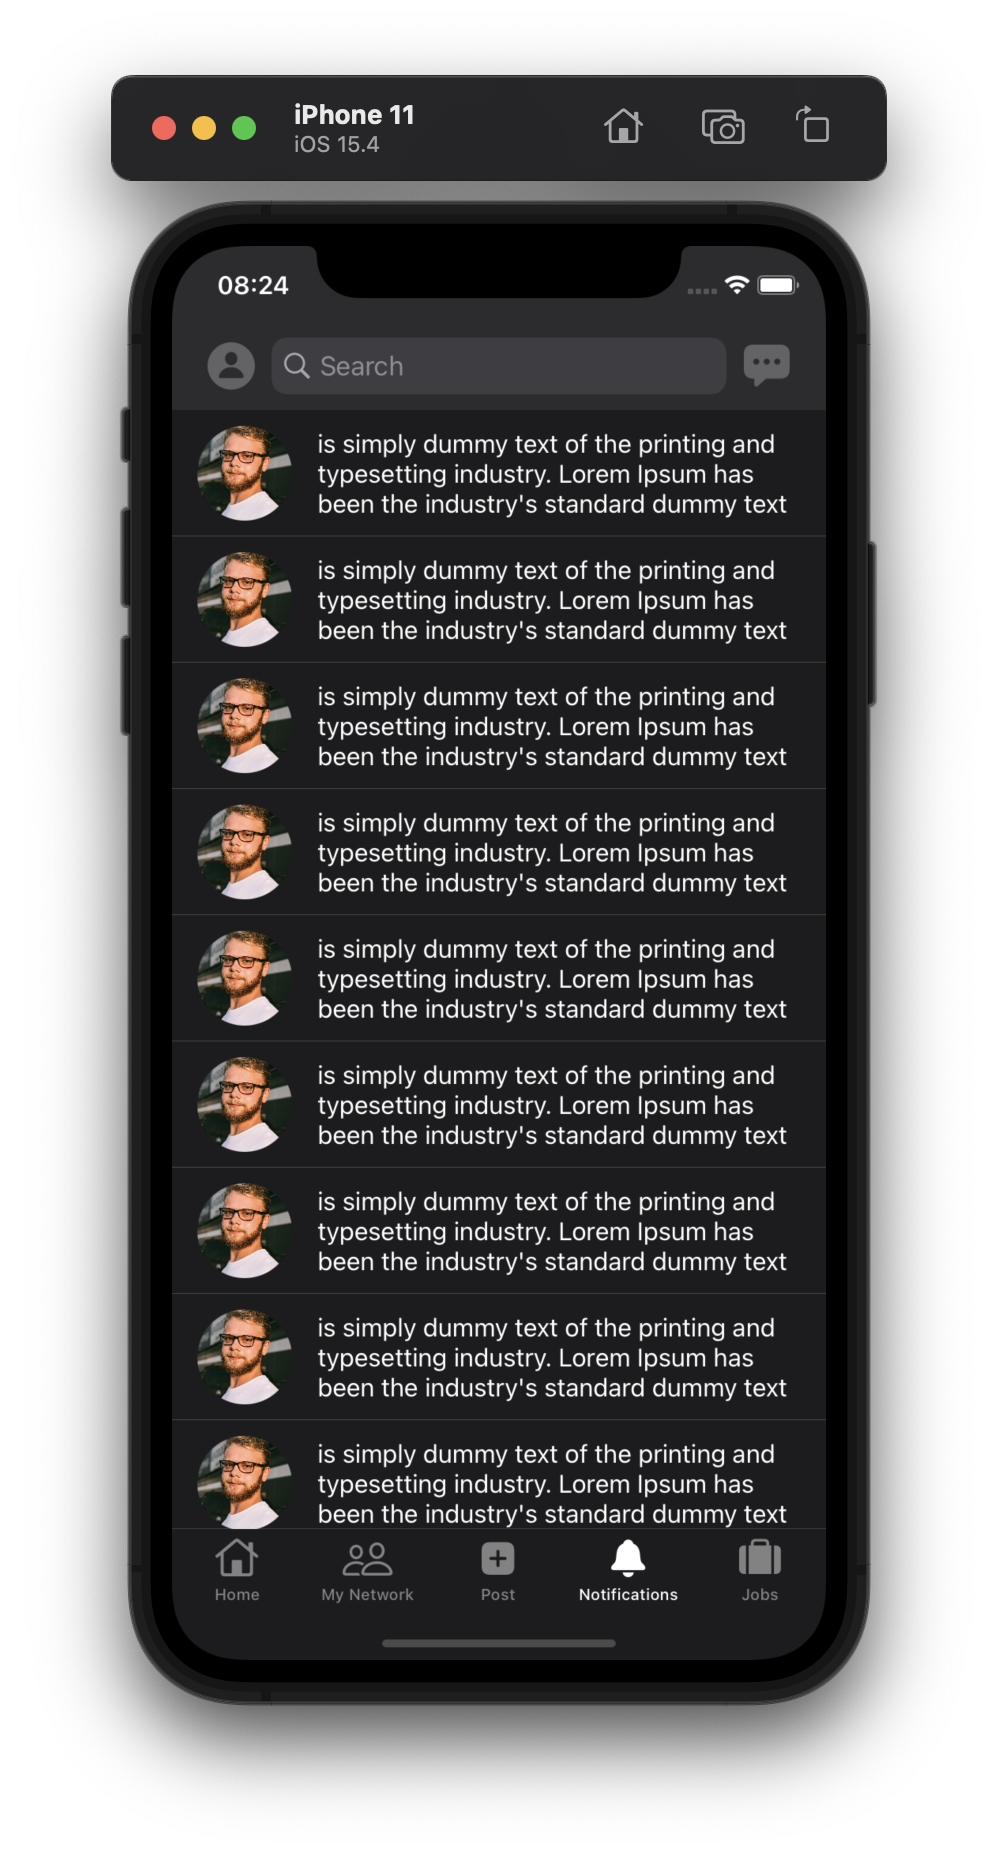 iPhone 11
iOS 15.4
08:24
Search
is simply dummy text of the printing and
typesetting industry. Lorem Ipsum has
been the industry's standard dummy text
is simply dummy text of the printing and
typesetting industry. Lorem Ipsum has
been the industry's standard dummy text
is simply dummy text of the printing and
typesetting industry. Lorem Ipsum has
been the industry's standard dummy text
is simply dummy text of the printing and
typesetting industry. Lorem Ipsum has
been the industry's standard dummy text
is simply dummy text of the printing and
typesetting industry. Lorem Ipsum has
been the industry's standard dummy text
is simply dummy text of the printing and
typesetting industry. Lorem Ipsum has
been the industry's standard dummy text
is simply dummy text of the printing and
typesetting industry. Lorem Ipsum has
been the industry's standard dummy text
is simply dummy text of the printing and
typesetting industry. Lorem Ipsum has
been the industry's standard dummy text
is simply dummy text of the printing and
typesetting industry. Lorem Ipsum has
been the industry's standard dummy text
Home My Network Post Notifications Jobs